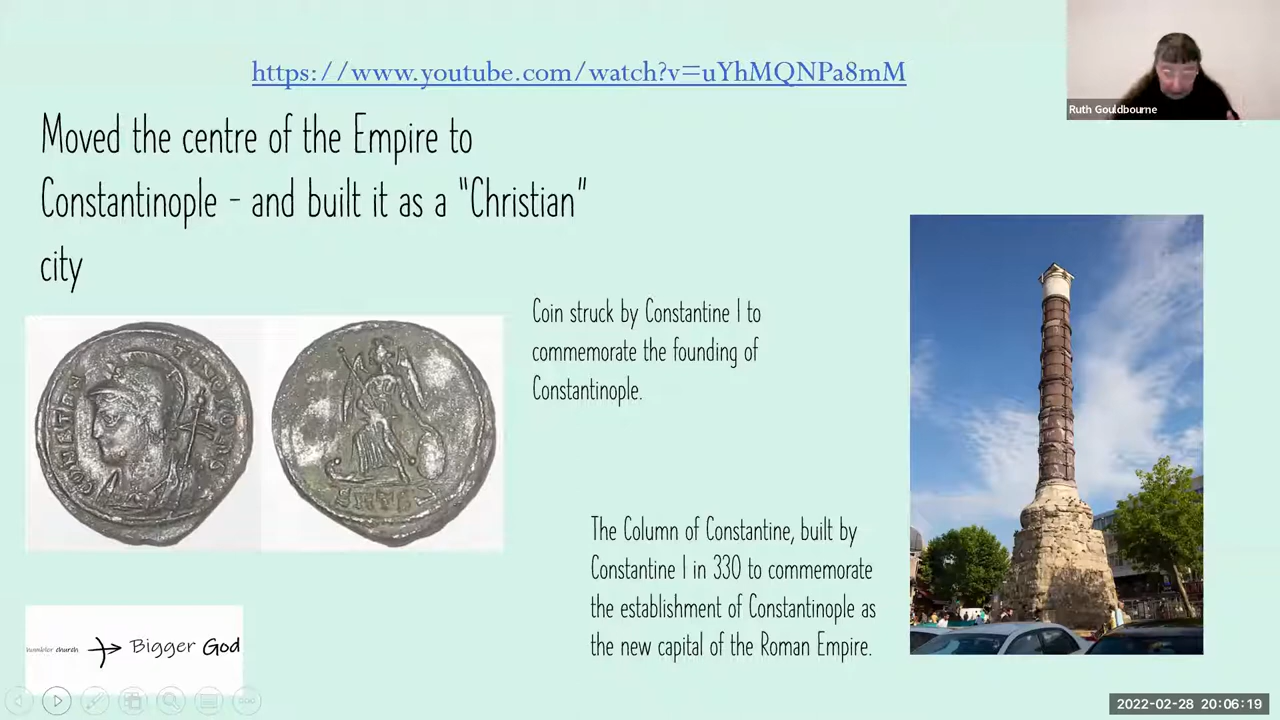 https://www.youtube.com/watch?v=uYhMQNPa8mM
Ruth Gouldbourne
Moved the centre of the Empire to
Constantinople - and built it as a "Christian"
city
Coin struck by Constantine I to
commemorate the founding of
Constantinople.
The Column of Constantine, built by
Constantine I in 330 to commemorate
the establishment of Constantinople as
the new capital of the Roman Empire.
humbler church Bigger God
2022-02-28 20:06:19